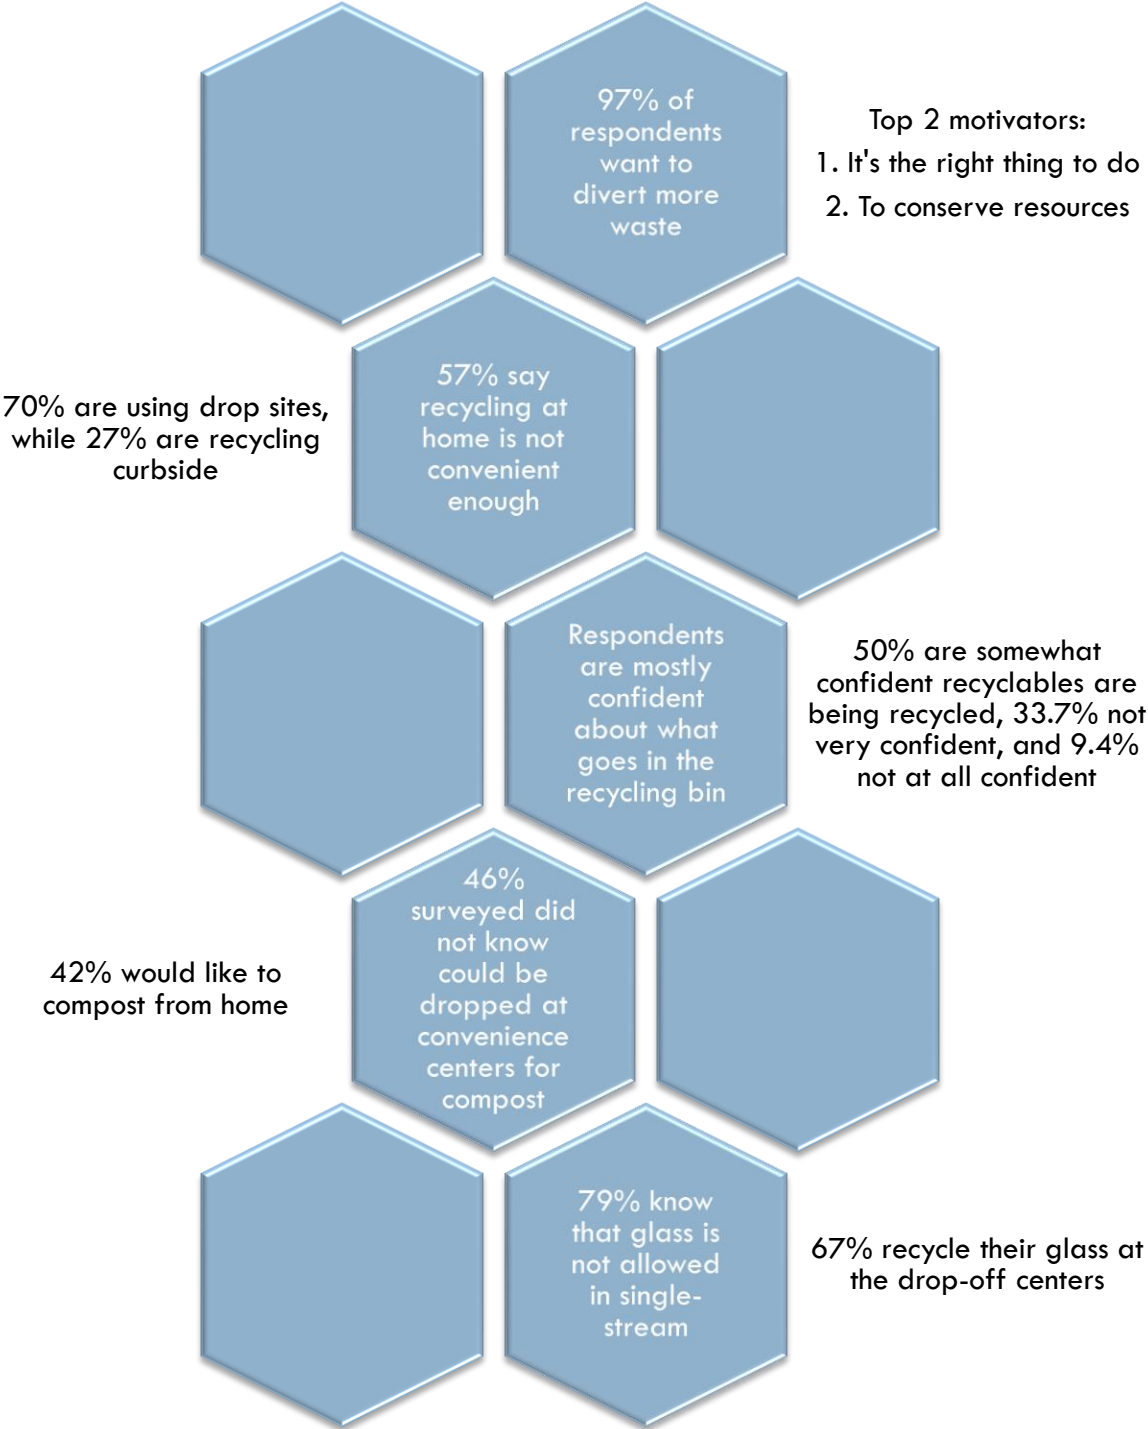 97% of
respondents
want to
divert more
waste
Top 2 motivators:
1. It's the right thing to do
2. To conserve resources
70% are using drop sites,
while 27% are recycling
curbside
57% say
recycling at
home is not
convenient
enough
Respondents
are mostly
confident
about what
goes in the
recycling bin
50% are somewhat
confident recyclables are
being recycled, 33.7% not
very confident, and 9.4%
not at all confident
42% would like to
compost from home
46%
surveyed did
not know
could be
dropped at
convenience
centers for
compost
79% know
that glass is
not allowed
in single-
stream
67% recycle their glass at
the drop-off centers